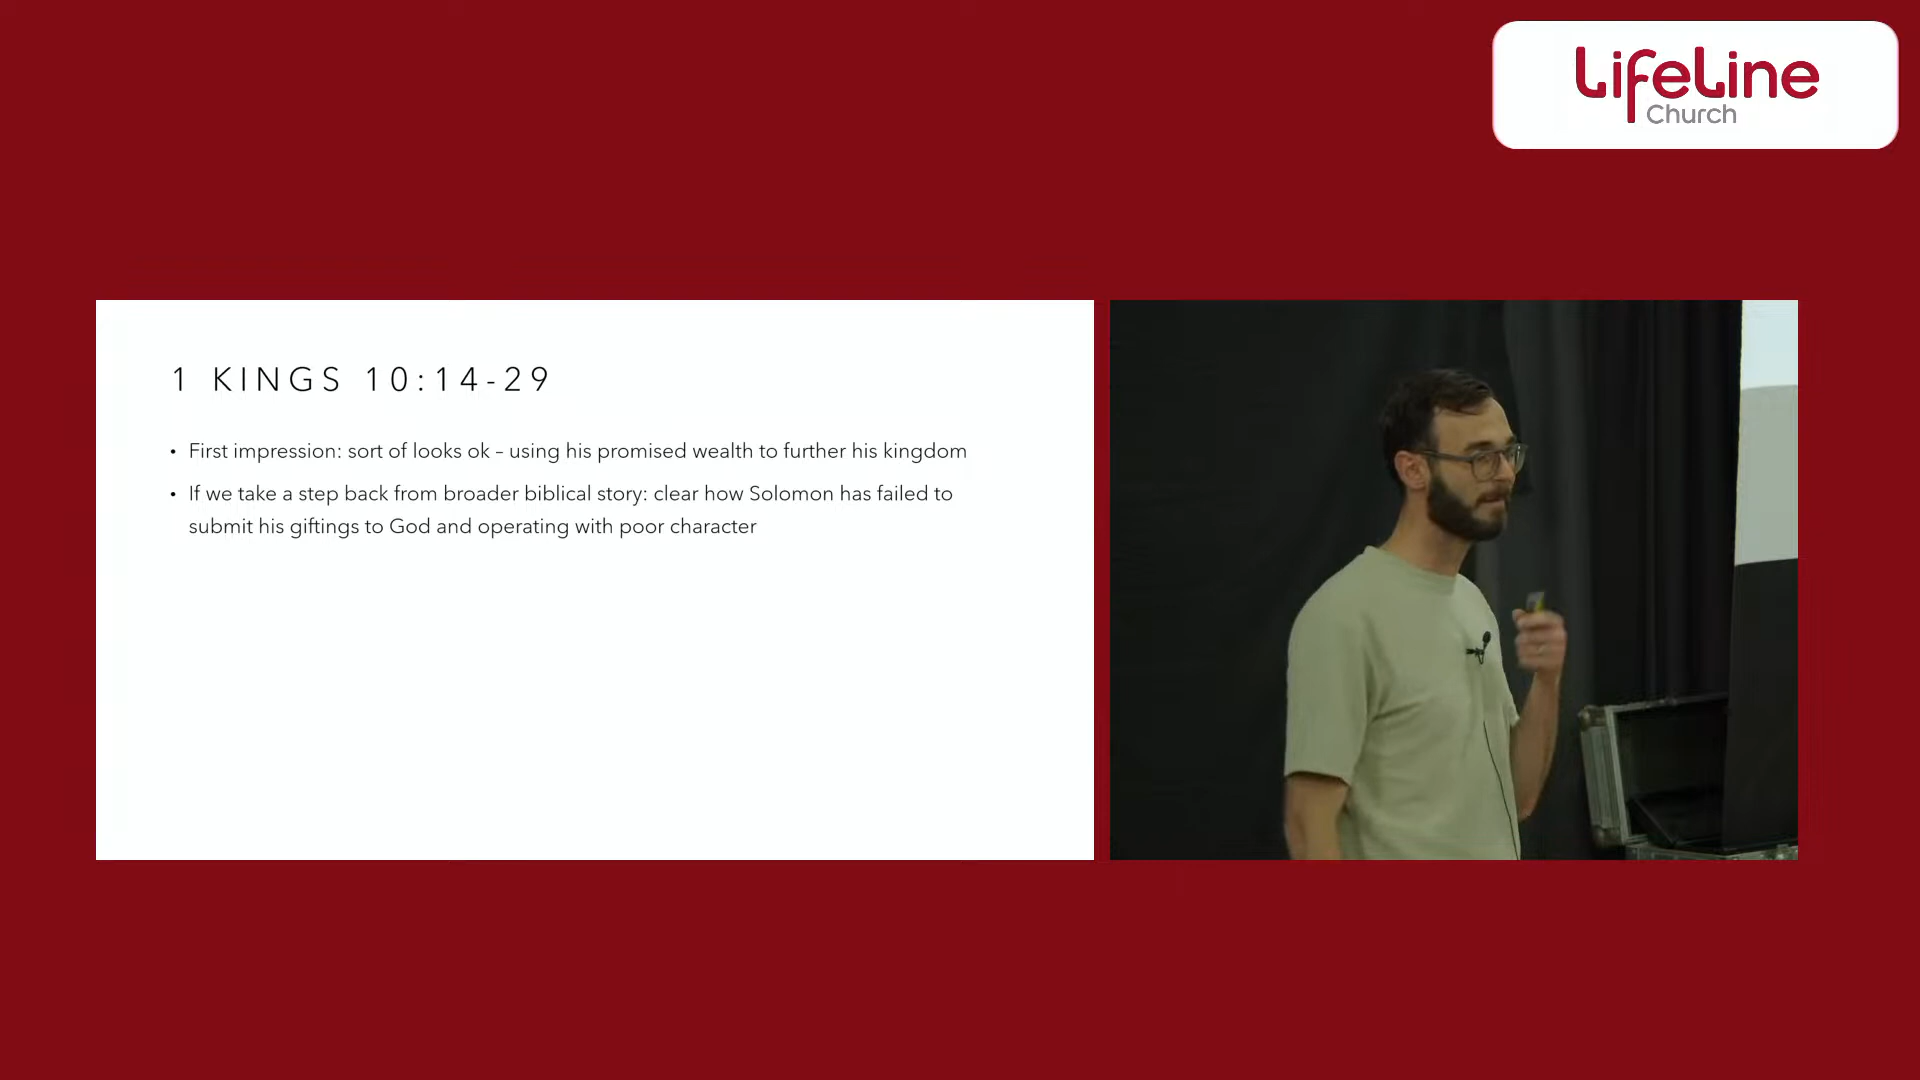 LifeLine
Church
1 KINGS 10:14-29
• First impression: sort of looks ok – using his promised wealth to further his kingdom
• If we take a step back from broader biblical story: clear how Solomon has failed to
submit his giftings to God and operating with poor character